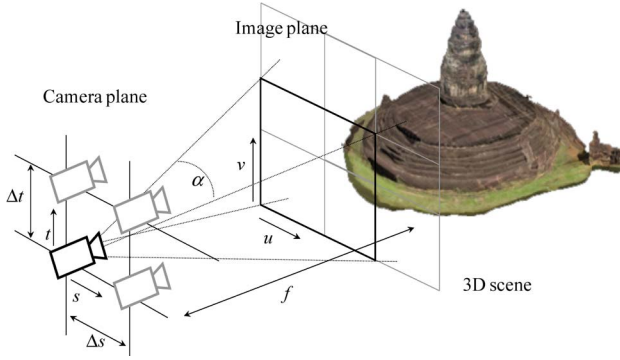 Image plane
Camera plane
Δt
t
α
v
u
s
f
Δs
3D scene